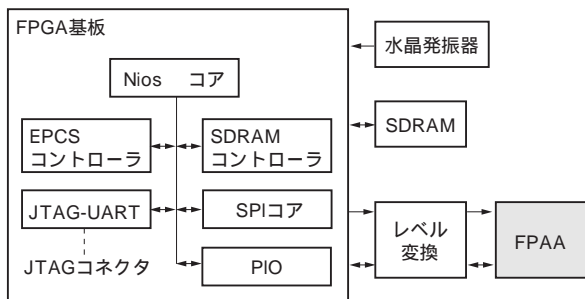 FPGA基板
水晶発振器
Nios コア
EPCS
コントローラ
SDRAM
コントローラ
SDRAM
JTAG-UART
SPIコア
レベル
変換
FPAA
JTAGコネクタ
PIO